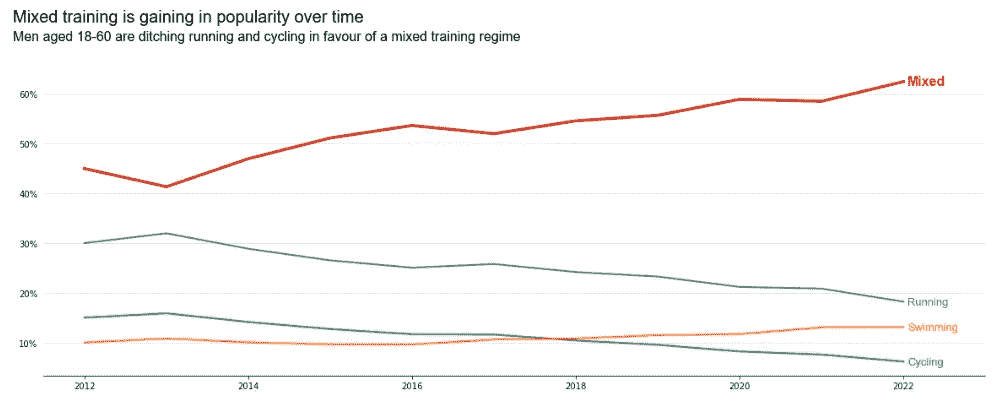 Mixed training is gaining in popularity over time
Men aged 18-60 are ditching running and cycling in favour of a mixed training regime
Mixed
60%
50%
40%
30%
20%
Running
Swimming
10%
Cycling
2012 2014 2016 2018 2020 2022